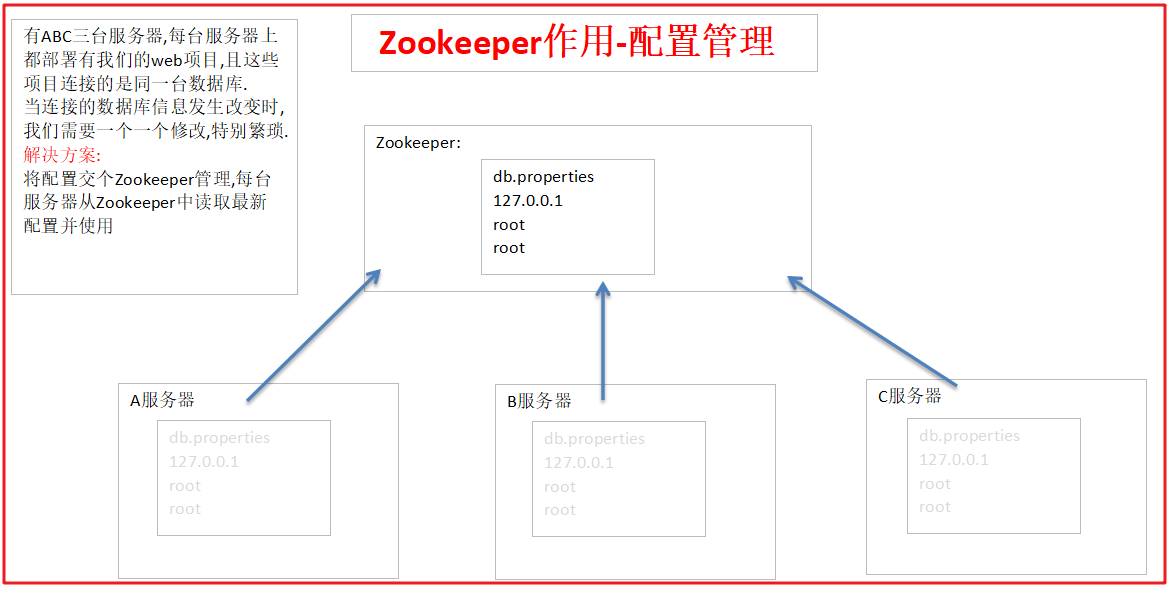 有ABC三台服务器,每台服务器上
都部署有我们的web项目,且这些
项目连接的是同一台数据库.
当连接的数据库信息发生改变时,
我们需要一个一个修改,特别繁琐.
解决方案:
将配置交个Zookeeper管理,每台
服务器从Zookeeper中读取最新
配置并使用
Zookeeper作用-配置管理
Zookeeper:
db.properties
127.0.0.1
root
root
A服务器
db.properties
127.0.0.1
root
root
B服务器
db.properties
127.0.0.1
root
root
C服务器
db.properties
127.0.0.1
root
root